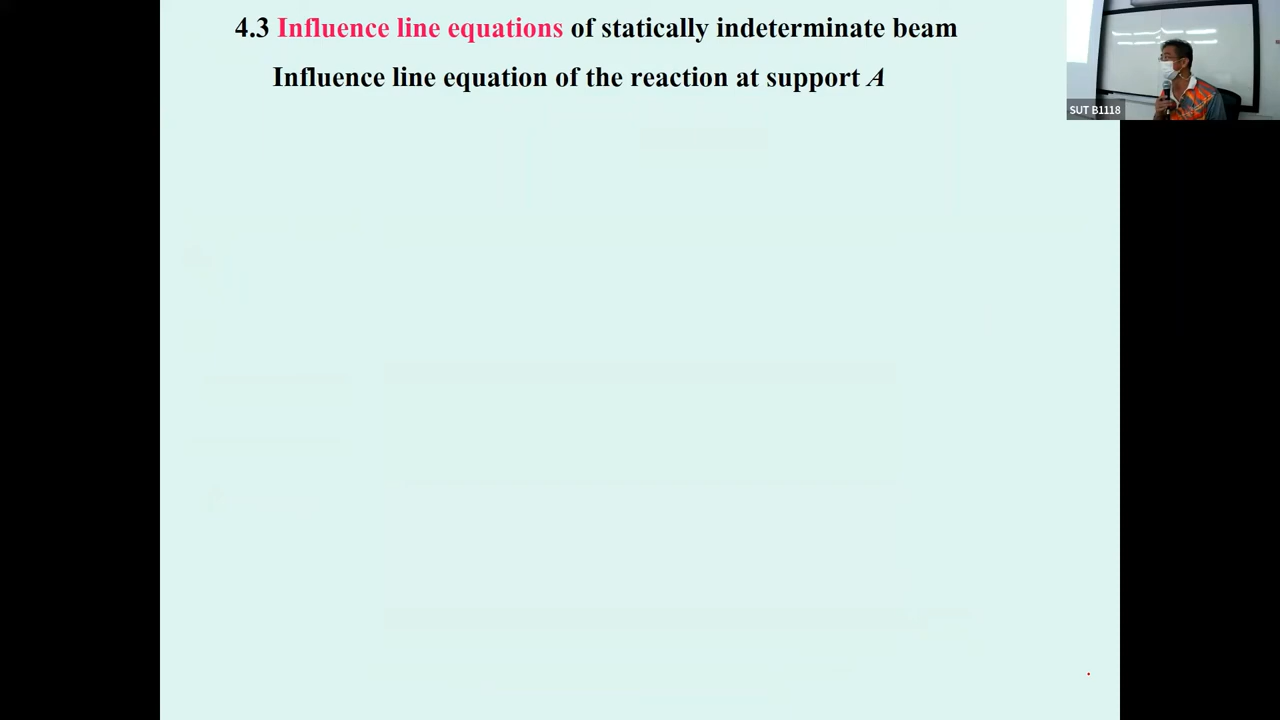 4.3 Influence line equations of statically indeterminate beam
Influence line equation of the reaction at support A
SUT B1118